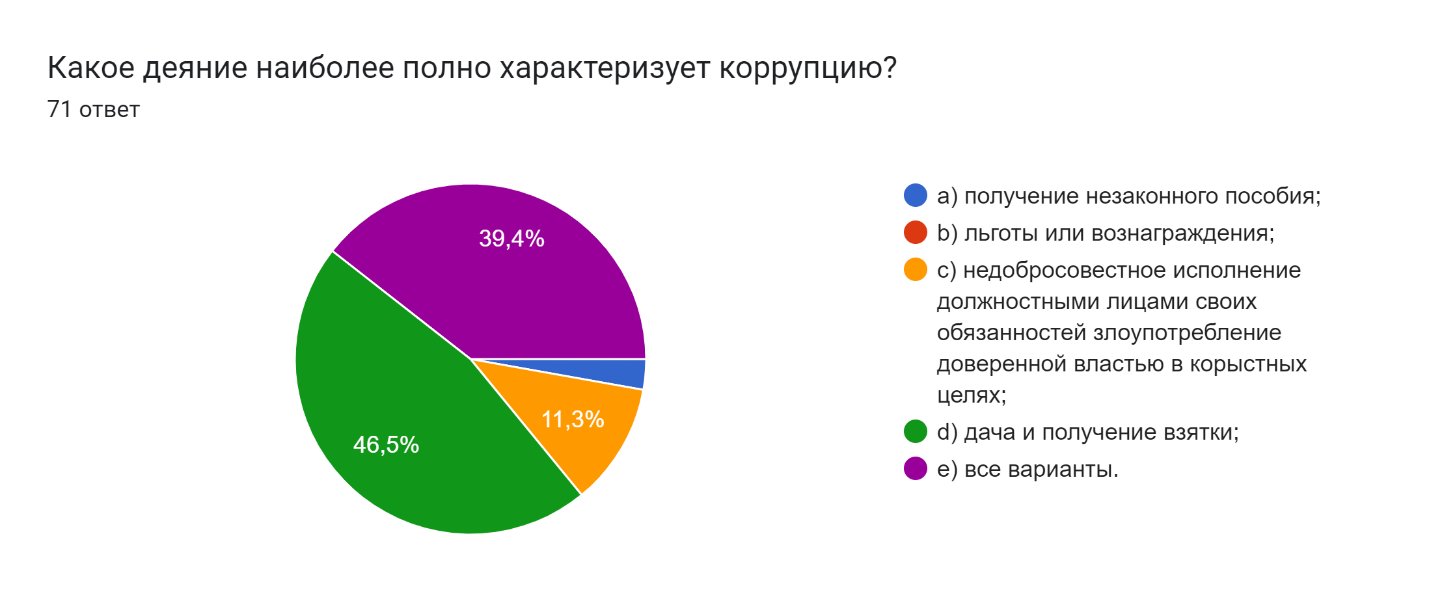 Какое деяние наиболее полно характеризует коррупцию?
71 ответ
39,4%
11,3%
46,5%
a) получение незаконного пособия;
b) льготы или вознаграждения;
c) недобросовестное исполнение
должностными лицами своих
обязанностей злоупотребление
доверенной властью в корыстных
целях;
d) дача и получение взятки;
e) все варианты.